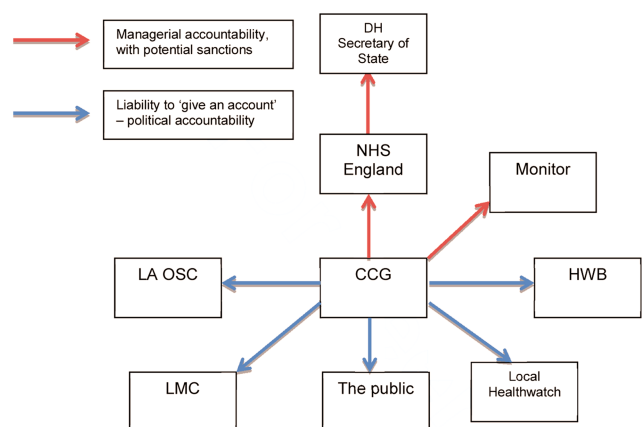 Managerial accountability,
with potential sanctions
DH
Secretary of
State
Liability to ‘give an account’
– political accountability
NHS
England
Monitor
LA OSC
CCG
HWB
LMC
The public
Local
Healthwatch